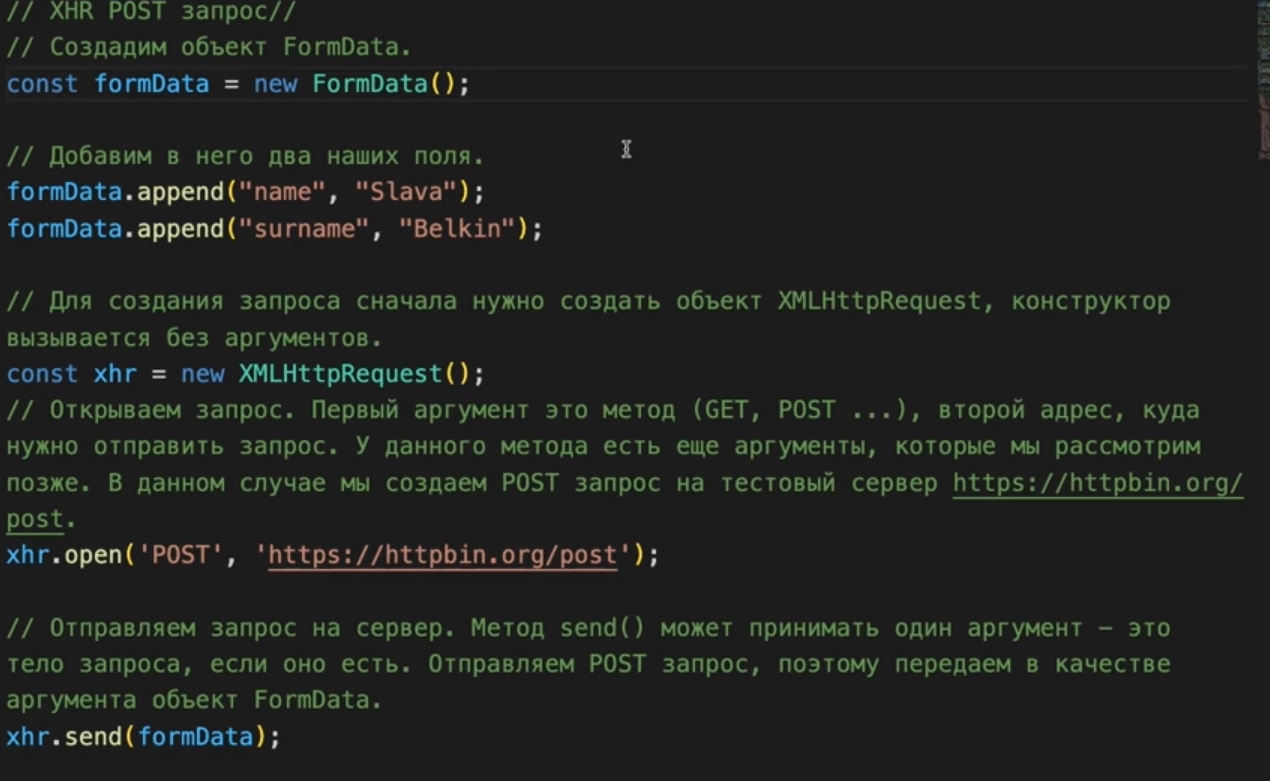 // XHR POST запрос//
// Создадим объект FormData.
const formData = new FormData();
// Добавим в него два наших поля.
formData.append("name", "Slava");
formData.append("surname", "Belkin");
// Для создания запроса сначала нужно создать объект XMLHttpRequest, конструктор
вызывается без аргументов.
const xhr = new XMLHttpRequest();
// Открываем запрос. Первый аргумент это метод (GET, POST ...), второй адрес, куда
нужно отправить запрос. У данного метода есть еще аргументы, которые мы рассмотрим
позже. В данном случае мы создаем POST запрос на тестовый сервер https://httpbin.org/
post.
xhr.open('POST', 'https://httpbin.org/post');
// Отправляем запрос на сервер. Метод send() может принимать один аргумент – это
тело запроса, если оно есть. Отправляем POST запрос, поэтому передаем в качестве
аргумента объект FormData.
xhr.send(formData);